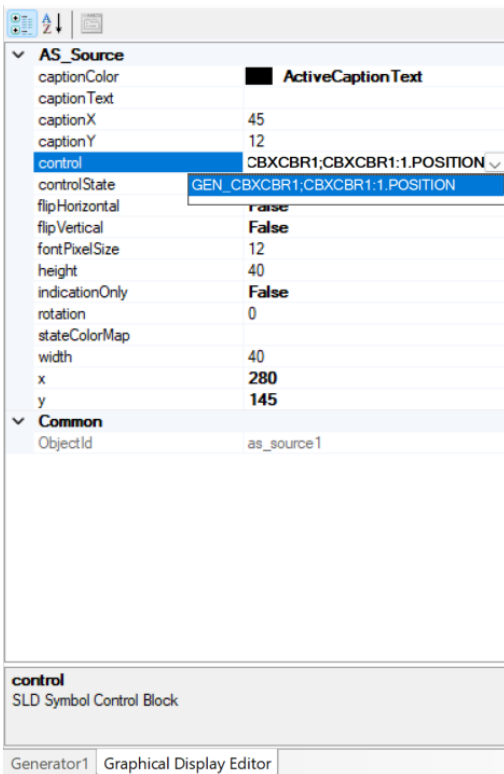 AS_Source
captionColor ActiveCaptionText
captionText
captionX 45
captionY 12
control CBXCBR1;CBXCBR1:1.POSITION
controlState GEN_CBXCBR1;CBXCBR1:1.POSITION
flipHorizontal False
flipVertical False
fontPixelSize 12
height 40
indicationOnly False
rotation 0
stateColorMap
width 40
x 280
y 145
Common
ObjectId as_source1
control
SLD Symbol Control Block
Generator1 Graphical Display Editor